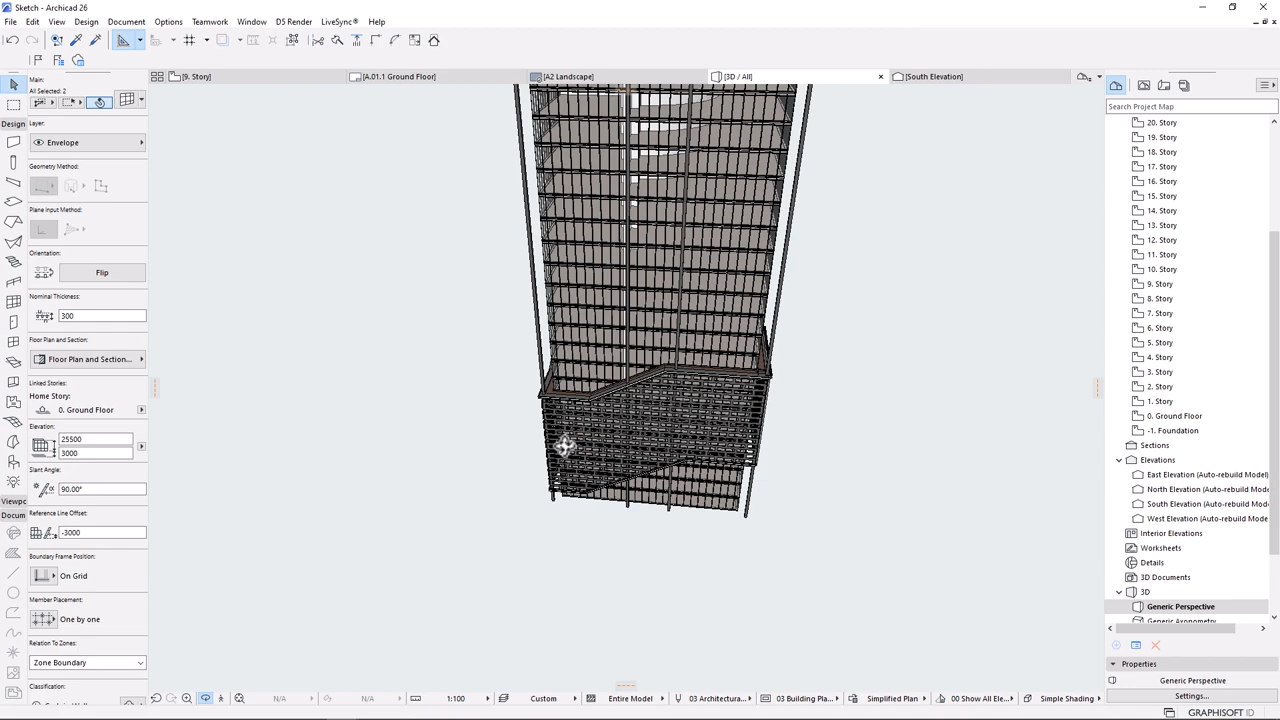 Sketch - Archicad 26
File Edit View Design Document Options Teamwork Window D5 Render LiveSync® Help
[9. Story] [A.01.1 Ground Floor] [A2 Landscape] [3D / All] [South Elevation]
Main:
All Selected: 2
Design
Layer:
Envelope
Geometry Method:
Plane Input Method:
Orientation:
Flip
Nominal Thickness:
300
Floor Plan and Section:
Floor Plan and Section...
Linked Stories:
Home Story:
0. Ground Floor
Elevation:
25500
3000
Slant Angle:
90.00°
Viewpo
Docum
Reference Line Offset:
-3000
Boundary Frame Position:
On Grid
Member Placement:
One by one
Relation To Zones:
Zone Boundary
Classification:
Search Project Map
20. Story
19. Story
18. Story
17. Story
16. Story
15. Story
14. Story
13. Story
12. Story
11. Story
10. Story
9. Story
8. Story
7. Story
6. Story
5. Story
4. Story
3. Story
2. Story
1. Story
0. Ground Floor
-1. Foundation
Sections
Elevations
East Elevation (Auto-rebuild Mode
North Elevation (Auto-rebuild Mod
South Elevation (Auto-rebuild Mod
West Elevation (Auto-rebuild Mode
Interior Elevations
Worksheets
Details
3D Documents
3D
Generic Perspective
Generic Axonometry
Properties
Generic Perspective
Settings...
N/A N/A 1:100 Custom Entire Model 03 Architectura... 03 Building Pla... Simplified Plan 00 Show All Ele... Simple Shading
GRAPHISOFT ID